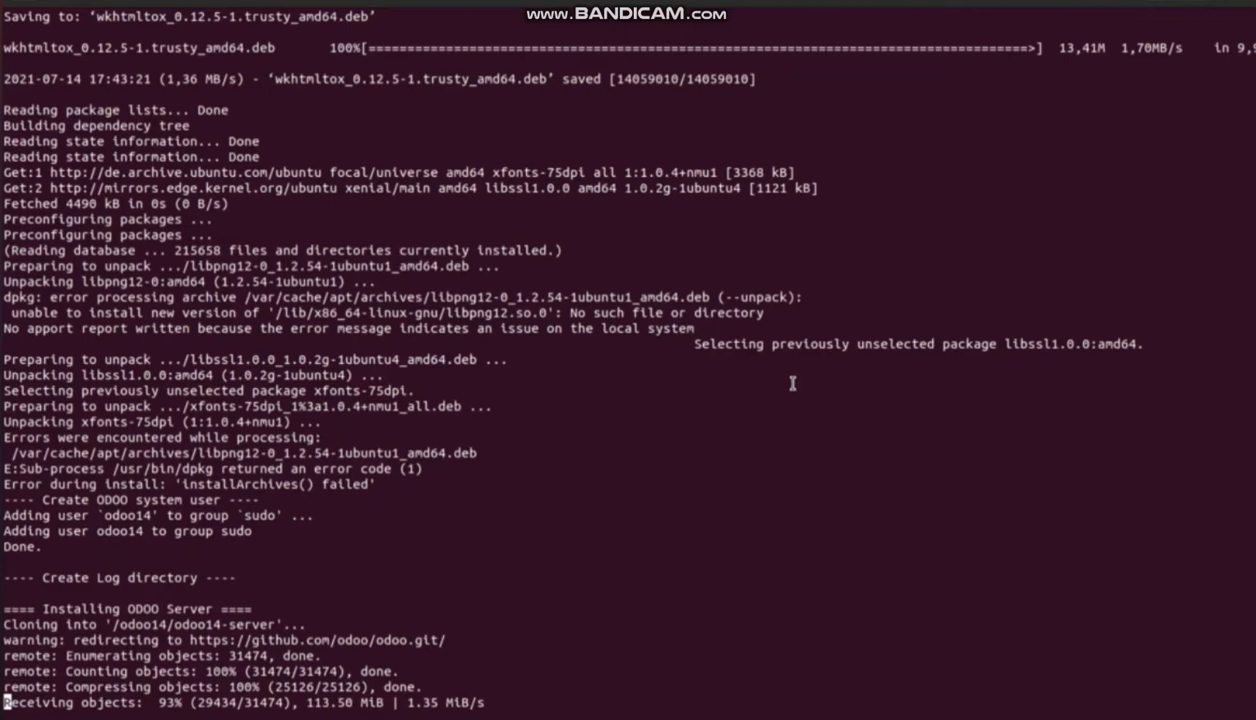 www.BANDICAM.com
Saving to: ‘wkhtmltox_0.12.5-1.trusty_amd64.deb’
wkhtmltox_0.12.5-1.trusty_amd64.deb 100%[=====================================================================================>] 13,41M 1,70MB/s in 9,9
2021-07-14 17:43:21 (1,36 MB/s) - ‘wkhtmltox_0.12.5-1.trusty_amd64.deb’ saved [14059010/14059010]
Reading package lists... Done
Building dependency tree
Reading state information... Done
Reading state information... Done
Get:1 http://de.archive.ubuntu.com/ubuntu focal/universe amd64 xfonts-75dpi all 1:1.0.4+nmu1 [3368 kB]
Get:2 http://mirrors.edge.kernel.org/ubuntu xenial/main amd64 libssl1.0.0 amd64 1.0.2g-1ubuntu4 [1121 kB]
Fetched 4490 kB in 0s (0 B/s)
Preconfiguring packages ...
Preconfiguring packages ...
(Reading database ... 215658 files and directories currently installed.)
Preparing to unpack .../libpng12-0_1.2.54-1ubuntu1_amd64.deb ...
Unpacking libpng12-0:amd64 (1.2.54-1ubuntu1) ...
dpkg: error processing archive /var/cache/apt/archives/libpng12-0_1.2.54-1ubuntu1_amd64.deb (--unpack):
unable to install new version of '/lib/x86_64-linux-gnu/libpng12.so.0': No such file or directory
No apport report written because the error message indicates an issue on the local system
Selecting previously unselected package libssl1.0.0:amd64.
Preparing to unpack .../libssl1.0.0_1.0.2g-1ubuntu4_amd64.deb ...
Unpacking libssl1.0.0:amd64 (1.0.2g-1ubuntu4) ...
Selecting previously unselected package xfonts-75dpi.
Preparing to unpack .../xfonts-75dpi_1%3a1.0.4+nmu1_all.deb ...
Unpacking xfonts-75dpi (1:1.0.4+nmu1) ...
Errors were encountered while processing:
/var/cache/apt/archives/libpng12-0_1.2.54-1ubuntu1_amd64.deb
E:Sub-process /usr/bin/dpkg returned an error code (1)
Error during install: 'installArchives() failed'
---- Create ODOO system user ----
Adding user `odoo14' to group `sudo' ...
Adding user odoo14 to group sudo
Done.
---- Create Log directory ----
==== Installing ODOO Server ====
Cloning into '/odoo14/odoo14-server'...
warning: redirecting to https://github.com/odoo/odoo.git/
remote: Enumerating objects: 31474, done.
remote: Counting objects: 100% (31474/31474), done.
remote: Compressing objects: 100% (25126/25126), done.
Receiving objects: 93% (29434/31474), 113.50 MiB | 1.35 MiB/s